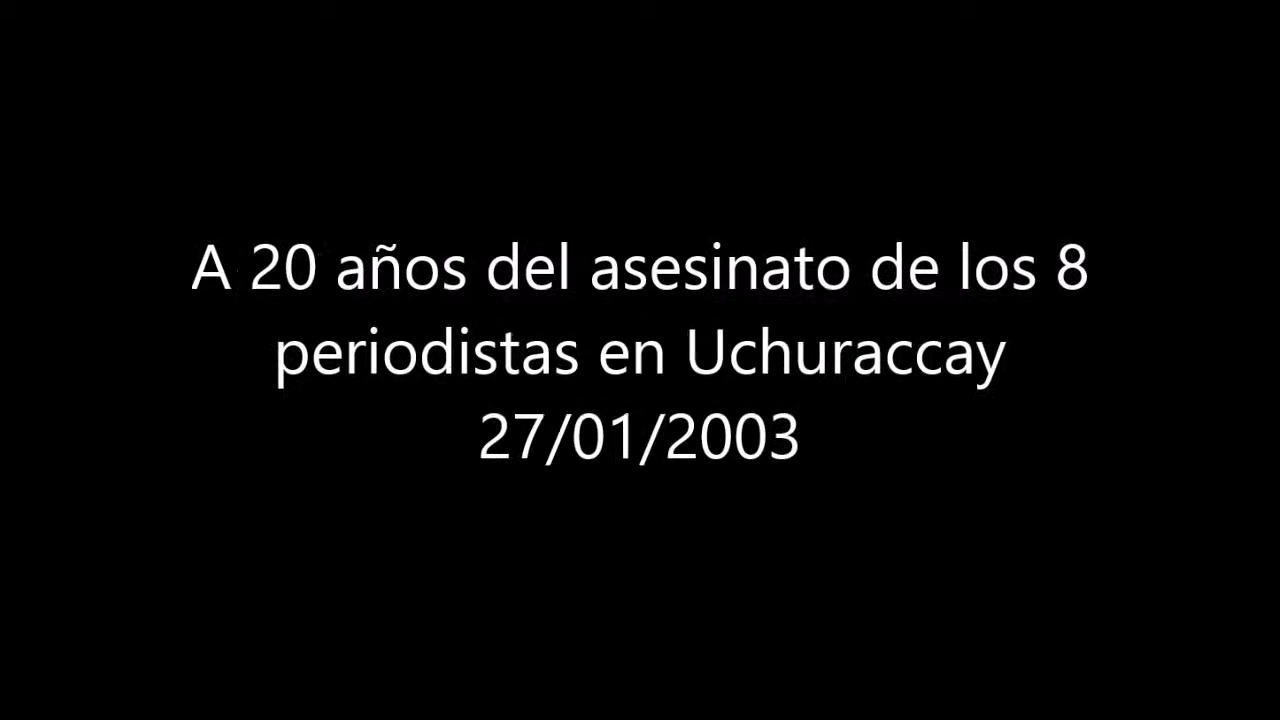 A 20 años del asesinato de los 8
periodistas en Uchuraccay
27/01/2003